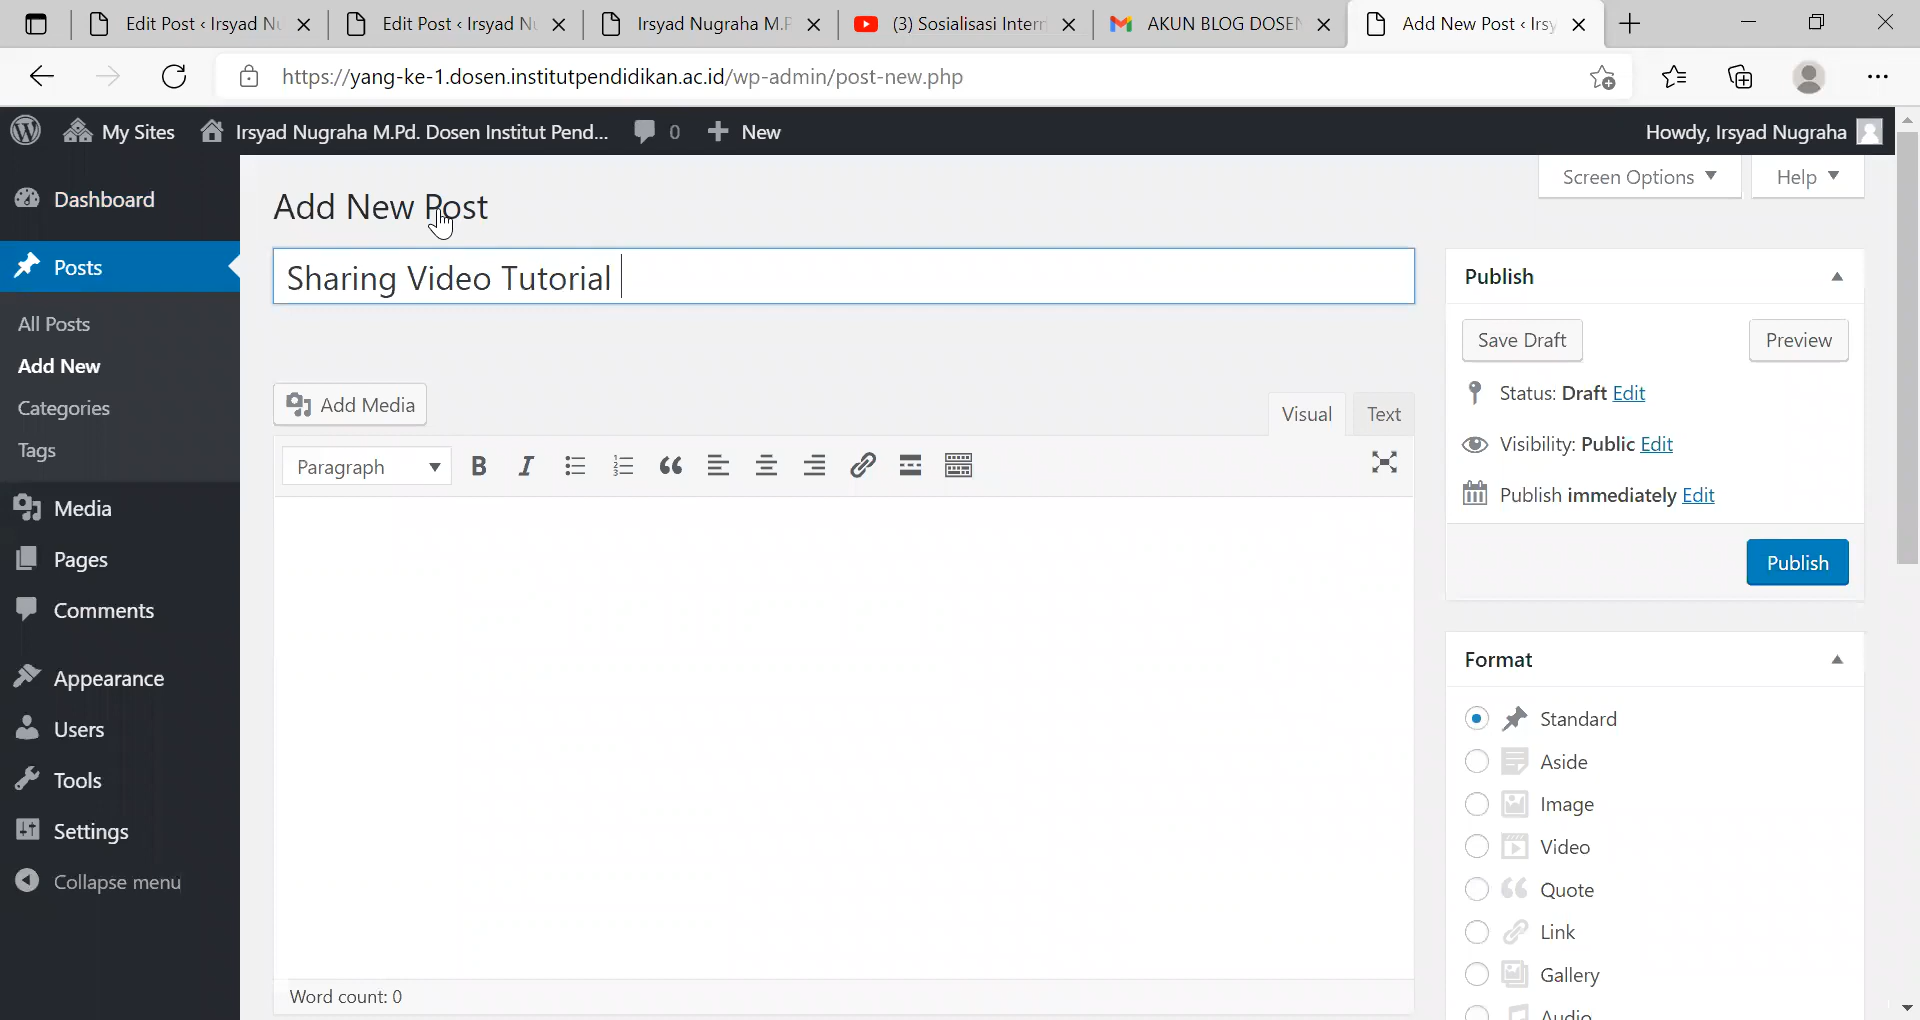 Edit Post ‹ Irsyad Nu
Edit Post ‹ Irsyad Nu
Irsyad Nugraha M.P
(3) Sosialisasi Intern
AKUN BLOG DOSEN
Add New Post ‹ Irsy
https://yang-ke-1.dosen.institutpendidikan.ac.id/wp-admin/post-new.php
My Sites
Irsyad Nugraha M.Pd. Dosen Institut Pend...
0
New
Howdy, Irsyad Nugraha
Dashboard
Posts
All Posts
Add New
Categories
Tags
Media
Pages
Comments
Appearance
Users
Tools
Settings
Collapse menu
Screen Options
Help
Add New Post
Sharing Video Tutorial
Add Media
Visual
Text
Paragraph
B
I
Word count: 0
Publish
Save Draft
Preview
Status: Draft Edit
Visibility: Public Edit
Publish immediately Edit
Publish
Format
Standard
Aside
Image
Video
Quote
Link
Gallery
Audio